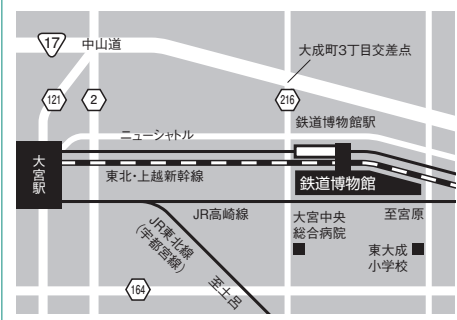 17
中山道
大成町3丁目交差点
121
2
216
ニューシャトル
鉄道博物館駅
大宮駅
東北・上越新幹線
鉄道博物館
JR高崎線
大宮中央
総合病院
至宮原
JR東北線
(宇都宮線)
東大成
小学校
至土呂
164